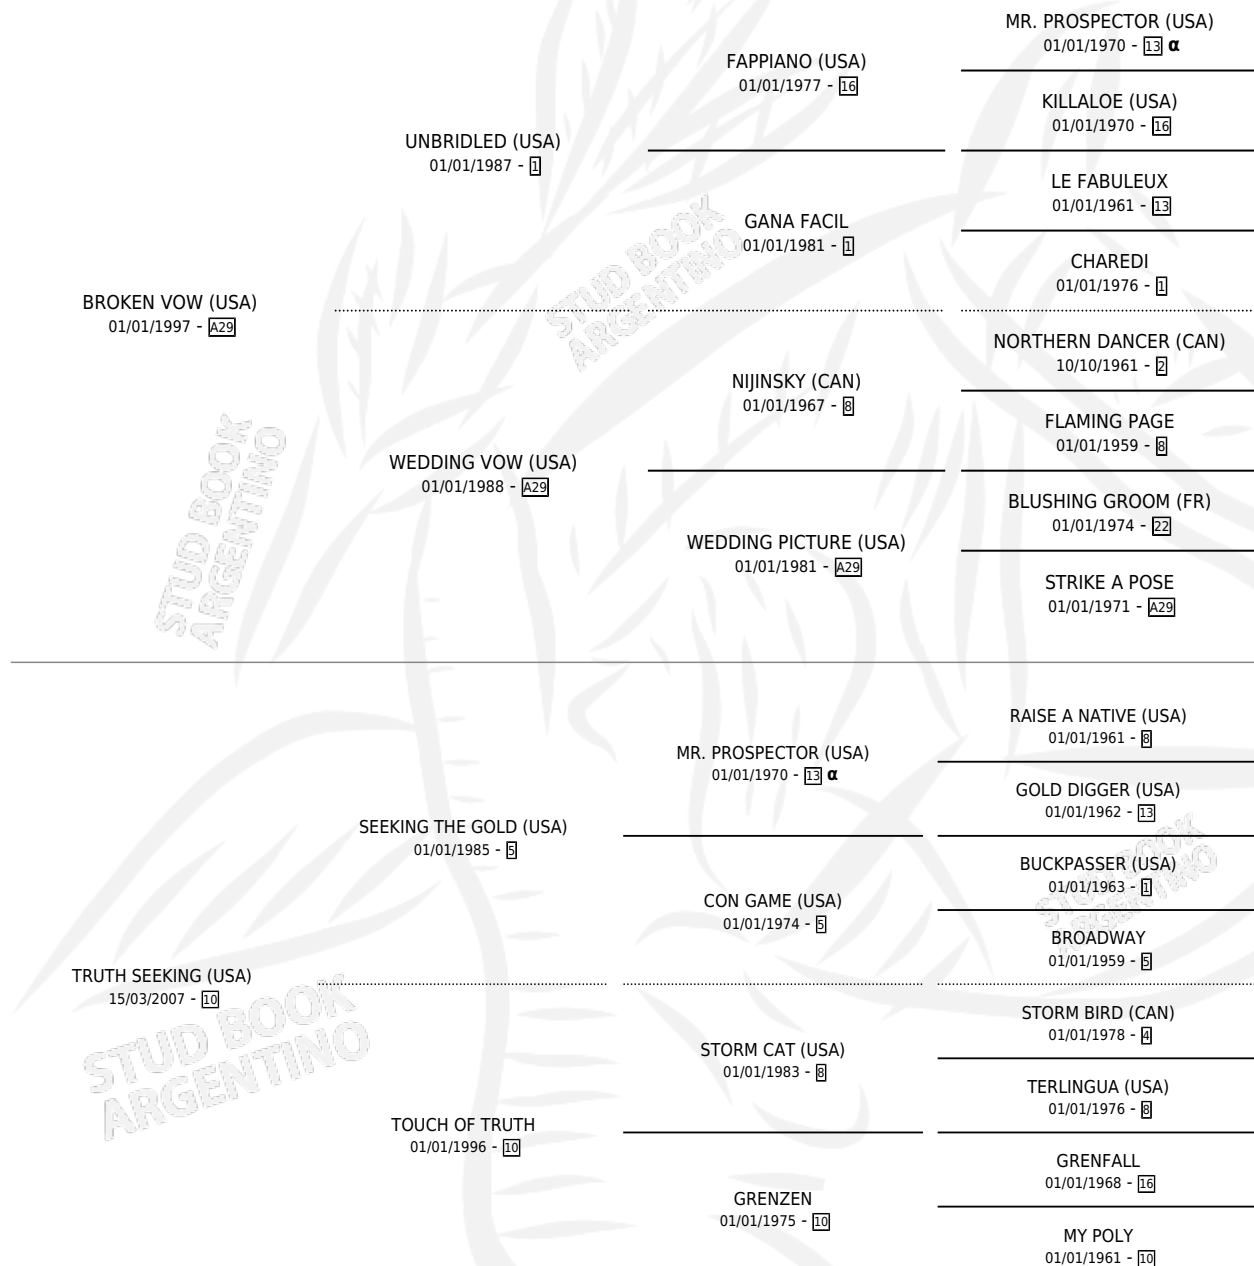 MR. PROSPECTOR (USA)
01/01/1970 - 13 α
FAPPIANO (USA)
01/01/1977 - 16
KILLALOE (USA)
01/01/1970 - 16
UNBRIDLED (USA)
01/01/1987 - 1
LE FABULEUX
01/01/1961 - 13
GANA FACIL
01/01/1981 - 1
CHAREDI
01/01/1976 - 1
BROKEN VOW (USA)
01/01/1997 - A29
NORTHERN DANCER (CAN)
10/10/1961 - 2
NIJINSKY (CAN)
01/01/1967 - 8
FLAMING PAGE
01/01/1959 - 8
WEDDING VOW (USA)
01/01/1988 - A29
BLUSHING GROOM (FR)
01/01/1974 - 22
WEDDING PICTURE (USA)
01/01/1981 - A29
STRIKE A POSE
01/01/1971 - A29
RAISE A NATIVE (USA)
01/01/1961 - 8
MR. PROSPECTOR (USA)
01/01/1970 - 13 α
GOLD DIGGER (USA)
01/01/1962 - 13
SEEKING THE GOLD (USA)
01/01/1985 - 5
BUCKPASSER (USA)
01/01/1963 - 1
CON GAME (USA)
01/01/1974 - 5
BROADWAY
01/01/1959 - 5
TRUTH SEEKING (USA)
15/03/2007 - 10
STORM BIRD (CAN)
01/01/1978 - 4
STORM CAT (USA)
01/01/1983 - 8
TERLINGUA (USA)
01/01/1976 - 8
TOUCH OF TRUTH
01/01/1996 - 10
GRENFALL
01/01/1968 - 16
GRENZEN
01/01/1975 - 10
MY POLY
01/01/1961 - 10
STUD BOOK
ARGENTINO
STUD BOOK
ARGENTINO
STUD BOOK
ARGENTINO
STUD BOOK
ARGENTINO